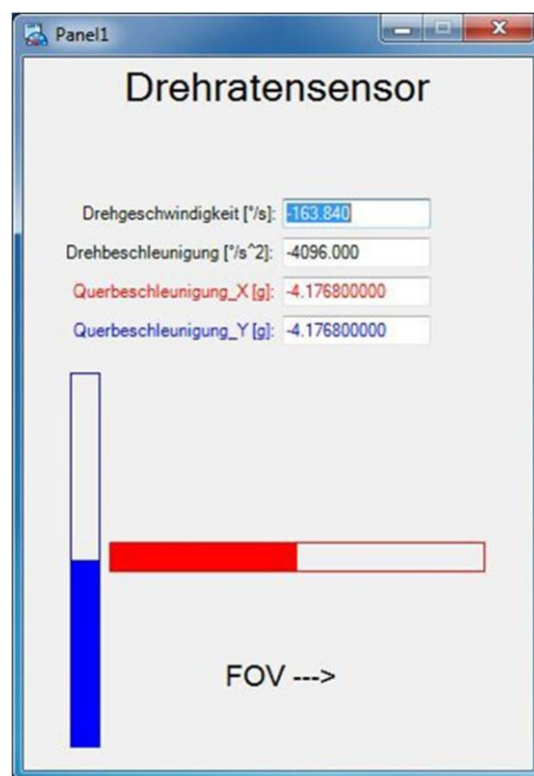 Panel1
Drehratensensor
Drehgeschwindigkeit [°/s]: -163.840
Drehbeschleunigung [°/s^2]: -4096.000
Querbeschleunigung_X [g]: -4.176800000
Querbeschleunigung_Y [g]: -4.176800000
FOV --->